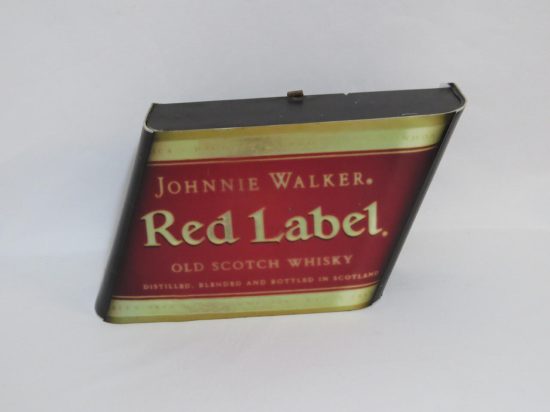 JOHNNIE WALKER.
Red Label.
OLD SCOTCH WHISKY
DISTILLED, BLENDED AND BOTTLED IN SCOTLAND